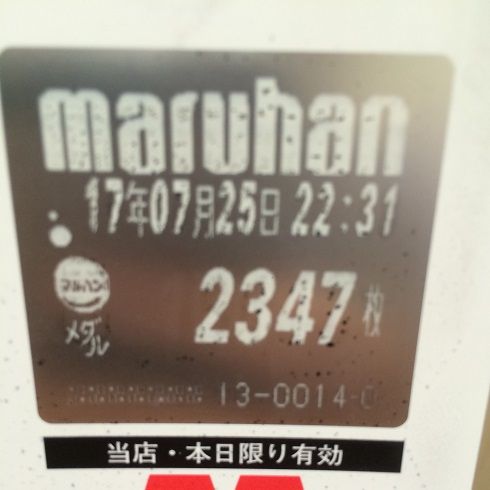 maruhan
17年07月25日 22:31
マルハン
2347枚
メダル
13-0014-0
当店・本日限り有効